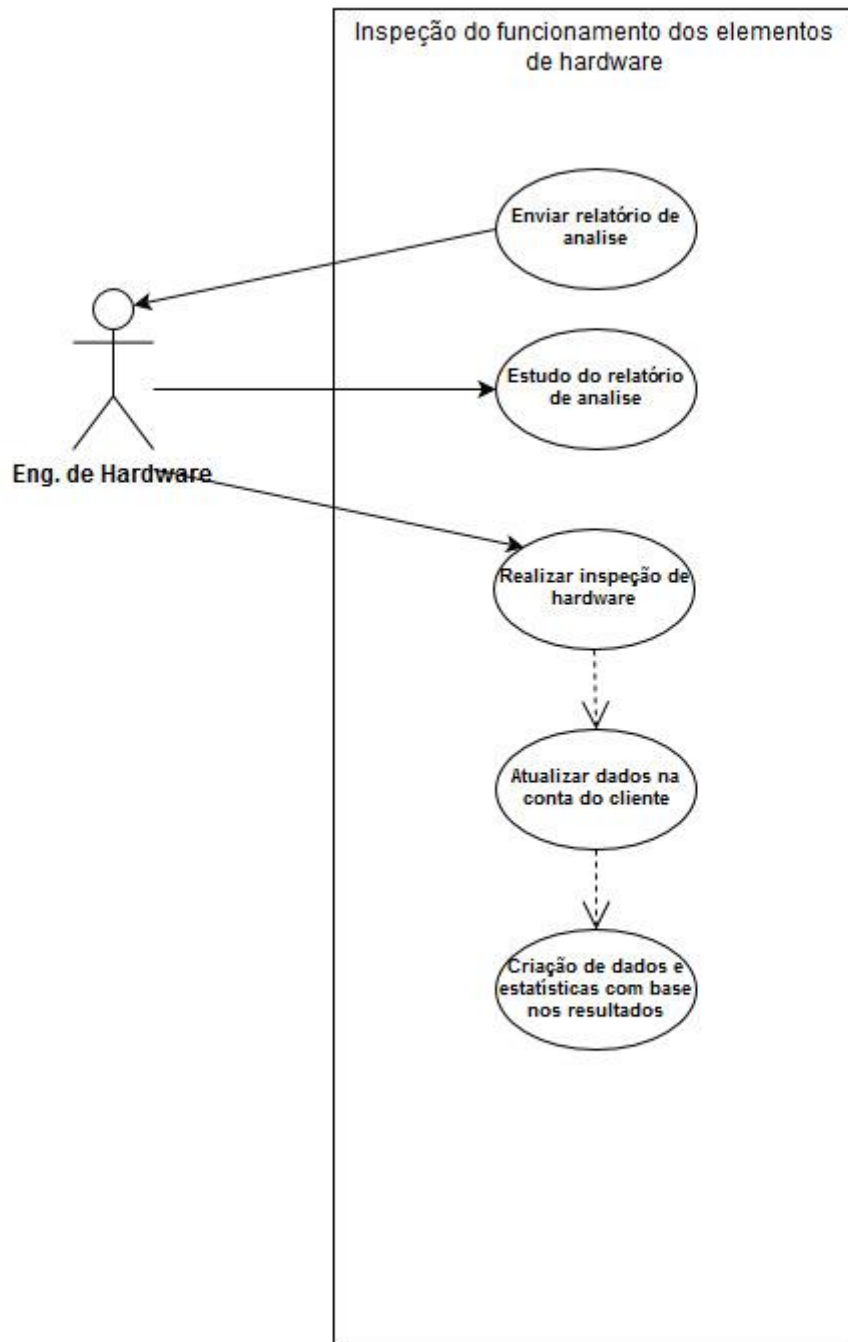 Inspeção do funcionamento dos elementos
de hardware
Enviar relatório de
analise
Estudo do relatório
de analise
Eng. de Hardware
Realizar inspeção de
hardware
Atualizar dados na
conta do cliente
Criação de dados e
estatísticas com base
nos resultados